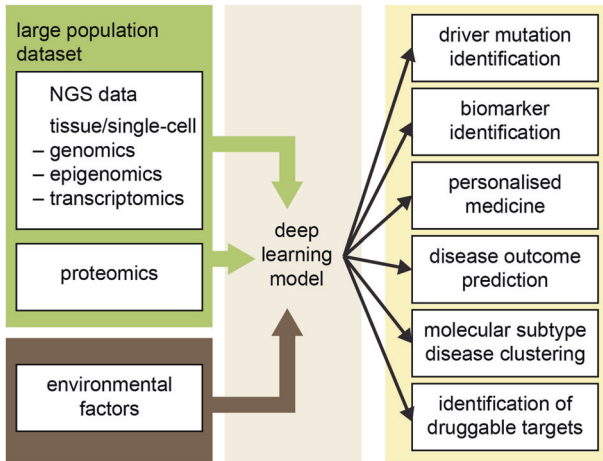 large population
dataset
NGS data
tissue/single-cell
– genomics
– epigenomics
– transcriptomics
proteomics
environmental
factors
deep
learning
model
driver mutation
identification
biomarker
identification
personalised
medicine
disease outcome
prediction
molecular subtype
disease clustering
identification of
druggable targets